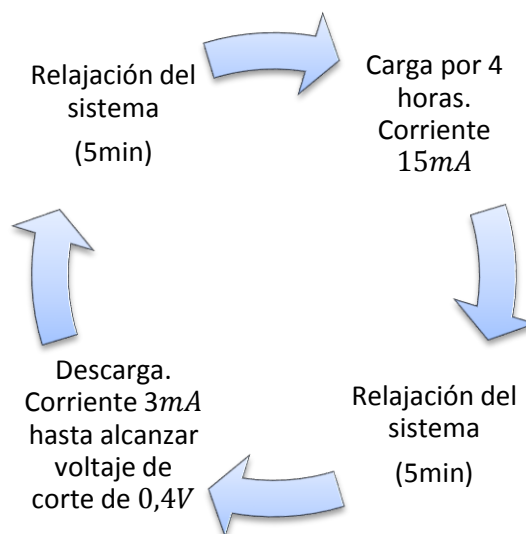 Relajación del
sistema
(5min)
Carga por 4
horas.
Corriente
15mA
Relajación del
sistema
(5min)
Descarga.
Corriente 3mA
hasta alcanzar
voltaje de
corte de 0,4V